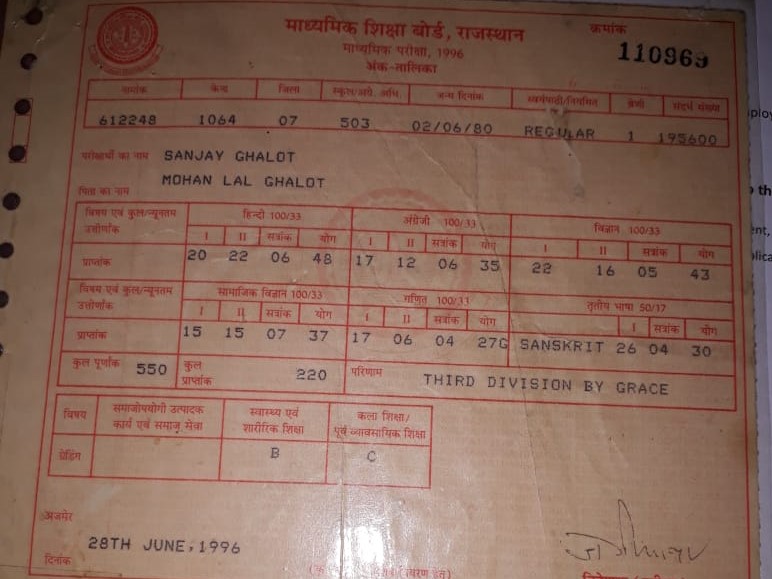 माध्यमिक शिक्षा बोर्ड, राजस्थान
क्रमांक
माध्यमिक परीक्षा, 1996
110969
अंक-तालिका
नामांक केन्द्र जिला स्कूल/अग्रे. अधि. जन्म दिनांक स्वयंपाठी/नियमित श्रेणी संदर्भ संख्या
612248 1064 07 503 02/06/80 REGULAR 1 195600
परीक्षार्थी का नाम SANJAY GHALOT
पिता का नाम MOHAN LAL GHALOT
विषय एवं कुल/न्यूनतम उत्तीर्णांक हिन्दी 100/33 अंग्रेजी 100/33 विज्ञान 100/33
I II सत्रांक योग I II सत्रांक योग I II सत्रांक योग
प्राप्तांक 20 22 06 48 17 12 06 35 22 16 05 43
विषय एवं कुल/न्यूनतम उत्तीर्णांक सामाजिक विज्ञान 100/33 गणित 100/33 तृतीय भाषा 50/17
I II सत्रांक योग I II सत्रांक योग I सत्रांक योग
प्राप्तांक 15 15 07 37 17 06 04 27G SANSKRIT 26 04 30
कुल पूर्णांक 550 कुल प्राप्तांक 220 परिणाम THIRD DIVISION BY GRACE
विषय समाजोपयोगी उत्पादक कार्य एवं समाज सेवा स्वास्थ्य एवं शारीरिक शिक्षा कला शिक्षा/ पूर्व व्यावसायिक शिक्षा
ग्रेडिंग B C
अजमेर
दिनांक 28TH JUNE,1996